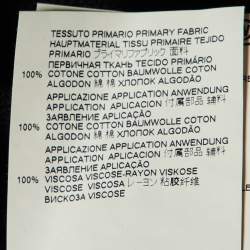 TESSUTO PRIMARIO PRIMARY FABRIC
HAUPTMATERIAL TISSU PRIMAIRE TEJIDO
PRIMARIO プライマリファブリック 面料
ПЕРВИЧНАЯ ТКАНЬ TECIDO PRIMÁRIO
100% COTONE COTTON BAUMWOLLE COTON
ALGODON 綿 棉 ХЛОПОК ALGODÃO
APPLICAZIONE APPLICATION ANWENDUNG
APPLICATION APLICACION 付属部品 辅料
ЗАЯВЛЕНИЕ APLICAÇÃO
100% COTONE COTTON BAUMWOLLE COTON
ALGODON 綿 棉 ХЛОПОК ALGODÃO
APPLICAZIONE APPLICATION ANWENDUNG
APPLICATION APLICACION 付属部品 辅料
ЗАЯВЛЕНИЕ APLICAÇÃO
100% VISCOSA VISCOSE-RAYON VISKOSE
VISCOSE VISCOSA レーヨン 粘胶纤维
ВИСКОЗА VISCOSE